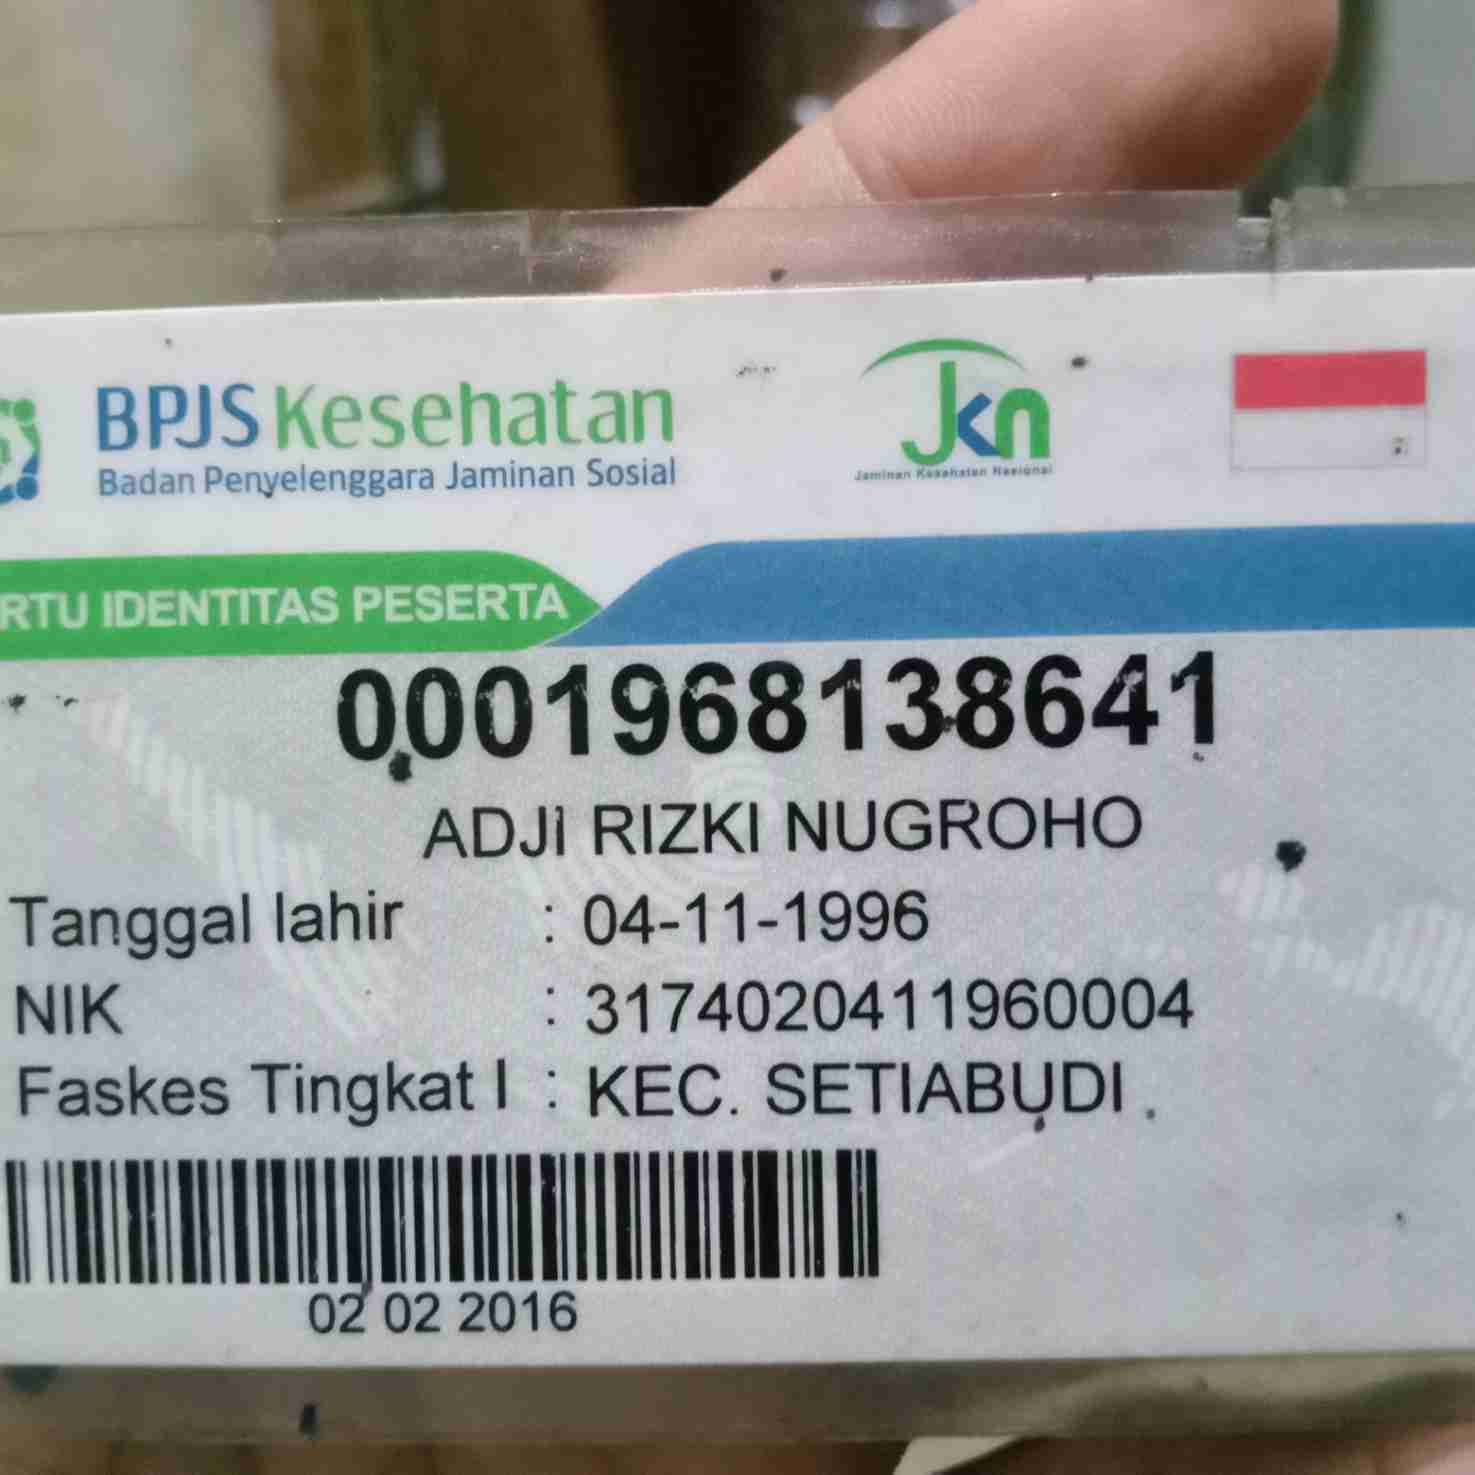 BPJS Kesehatan
Badan Penyelenggara Jaminan Sosial
Jkn
Jaminan Kesehatan Nasional
RTU IDENTITAS PESERTA
0001968138641
ADJI RIZKI NUGROHO
Tanggal lahir : 04-11-1996
NIK : 3174020411960004
Faskes Tingkat I : KEC. SETIABUDI
02 02 2016